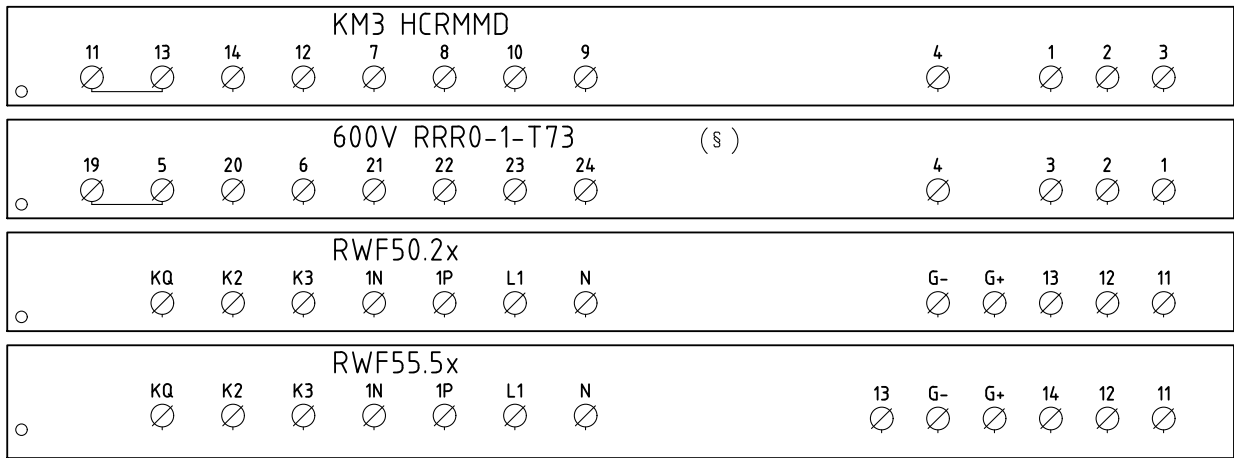 KM3 HCRMMD
11 13 14 12 7 8 10 9 4 1 2 3
600V RRR0-1-T73 (§)
19 5 20 6 21 22 23 24 4 3 2 1
RWF50.2x
KQ K2 K3 1N 1P L1 N G- G+ 13 12 11
RWF55.5x
KQ K2 K3 1N 1P L1 N 13 G- G+ 14 12 11